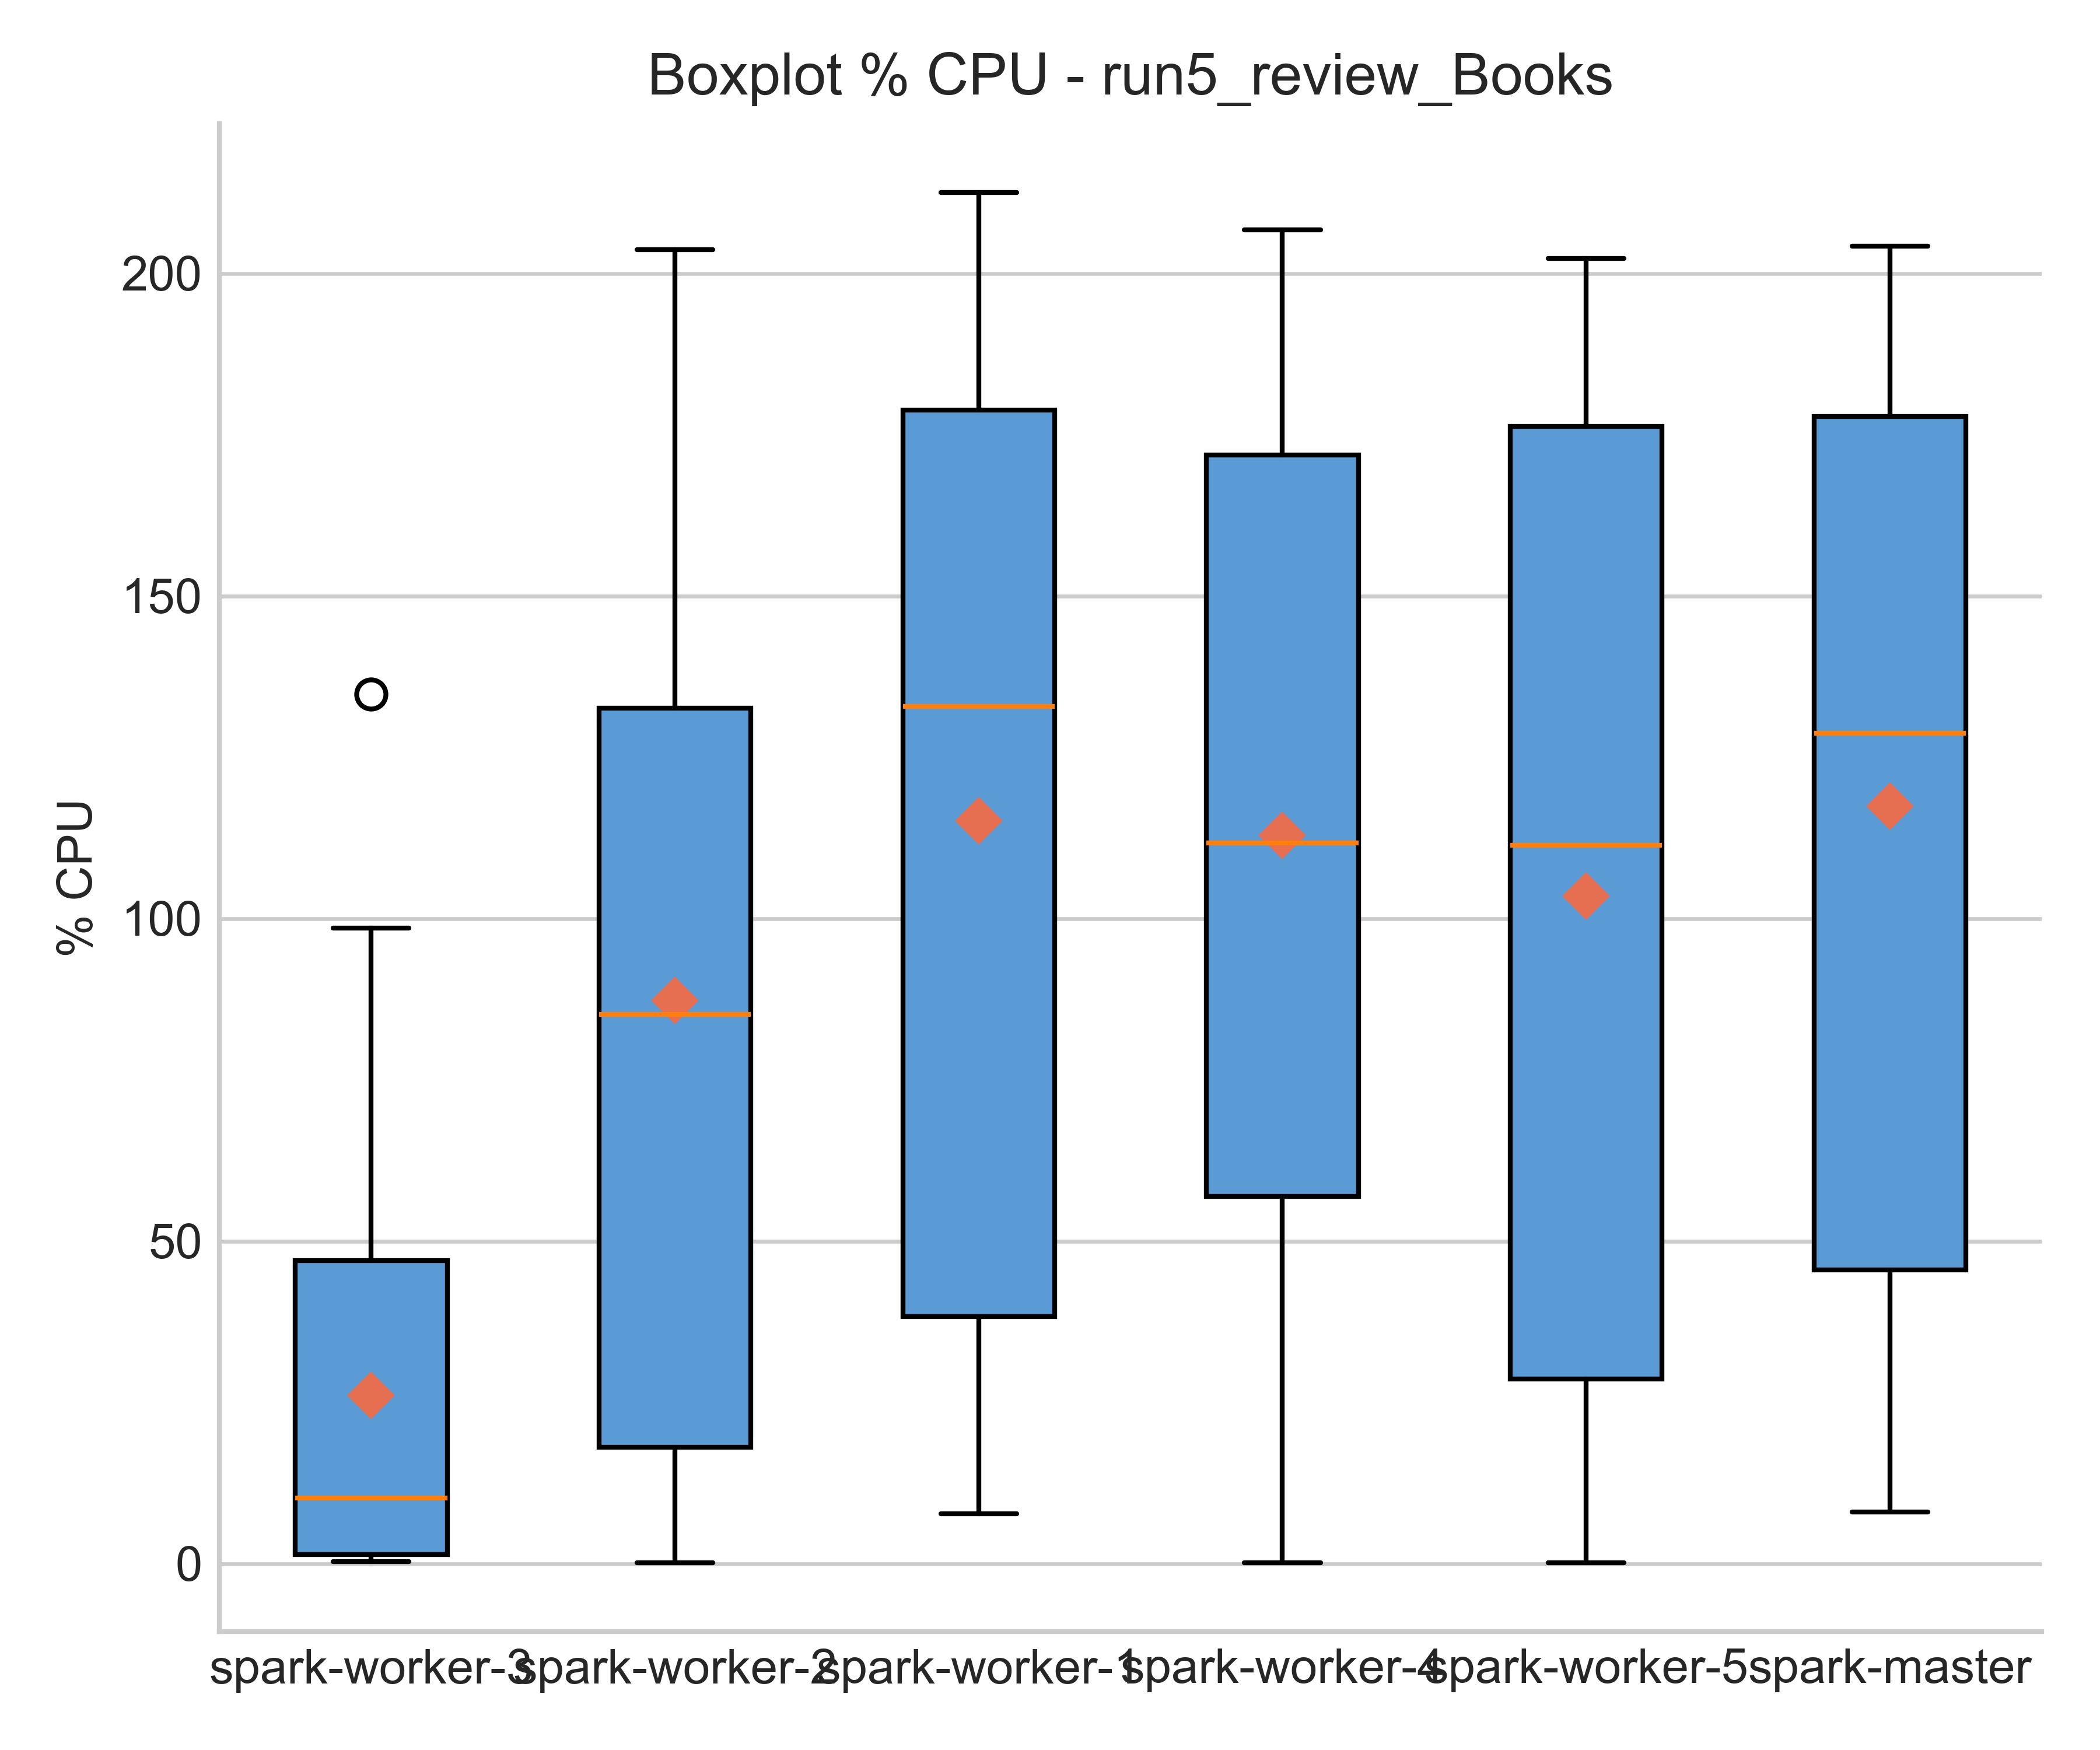 Boxplot % CPU - run5_review_Books
% CPU
200
150
100
50
0
spark-worker-3
spark-worker-2
spark-worker-1
spark-worker-4
spark-worker-5
spark-master